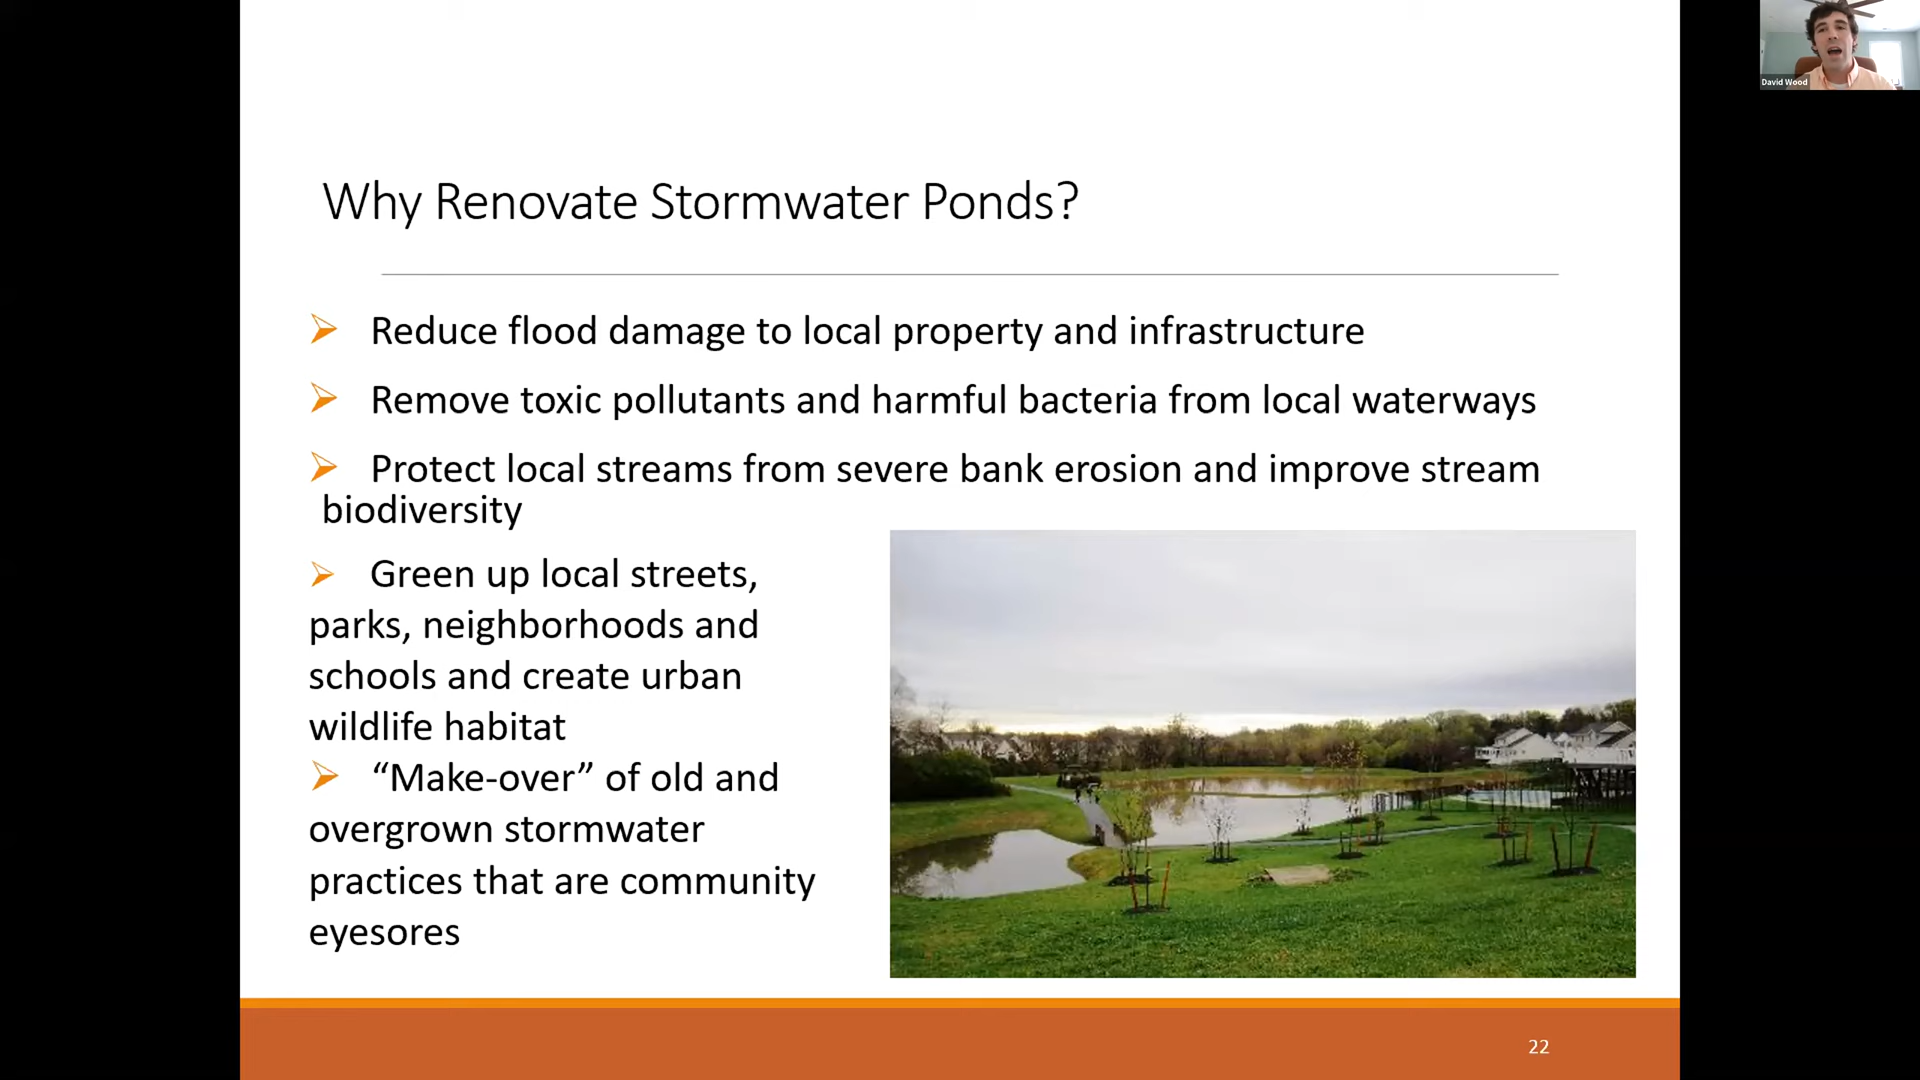 David Wood
Why Renovate Stormwater Ponds?
Reduce flood damage to local property and infrastructure
Remove toxic pollutants and harmful bacteria from local waterways
Protect local streams from severe bank erosion and improve stream
biodiversity
Green up local streets,
parks, neighborhoods and
schools and create urban
wildlife habitat
“Make-over” of old and
overgrown stormwater
practices that are community
eyesores
22